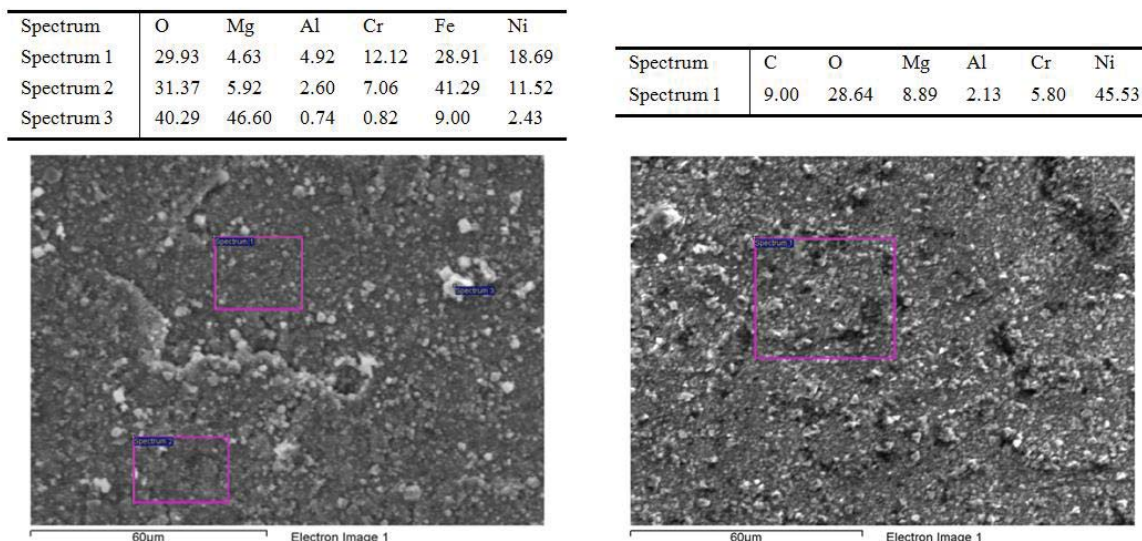 Spectrum O Mg Al Cr Fe Ni
Spectrum 1 29.93 4.63 4.92 12.12 28.91 18.69
Spectrum 2 31.37 5.92 2.60 7.06 41.29 11.52
Spectrum 3 40.29 46.60 0.74 0.82 9.00 2.43
Spectrum C O Mg Al Cr Ni
Spectrum 1 9.00 28.64 8.89 2.13 5.80 45.53
Spectrum 1
Spectrum 3
Spectrum 2
60µm Electron Image 1
Spectrum 1
60µm Electron Image 1